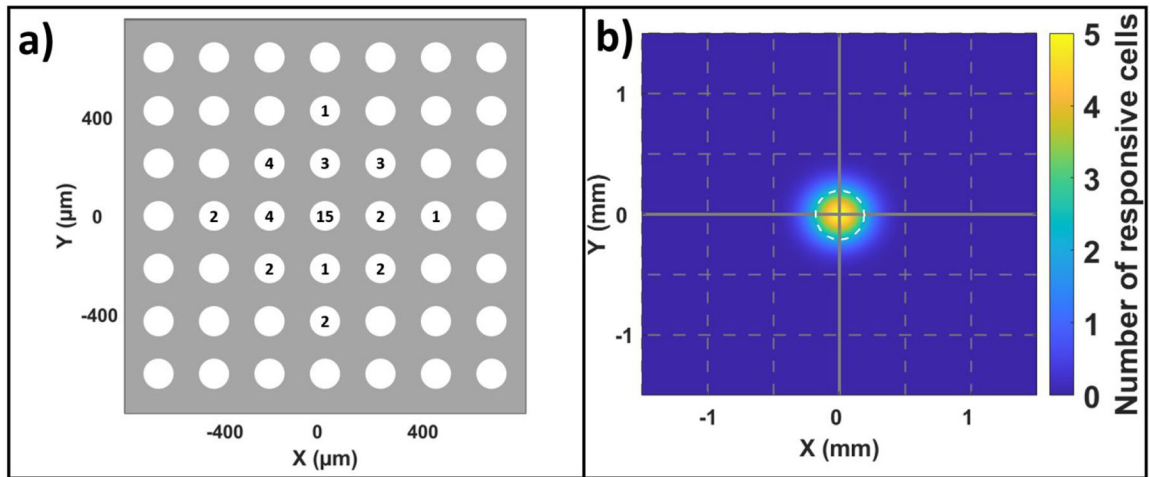 a)
1
400
4 3 3
Y (µm)
0
2 4 15 2 1
2 1 2
-400
2
-400 0 400
X (µm)
b)
Y (mm)
1
0
-1
-1 0 1
X (mm)
5
4
3
2
1
0
Number of responsive cells